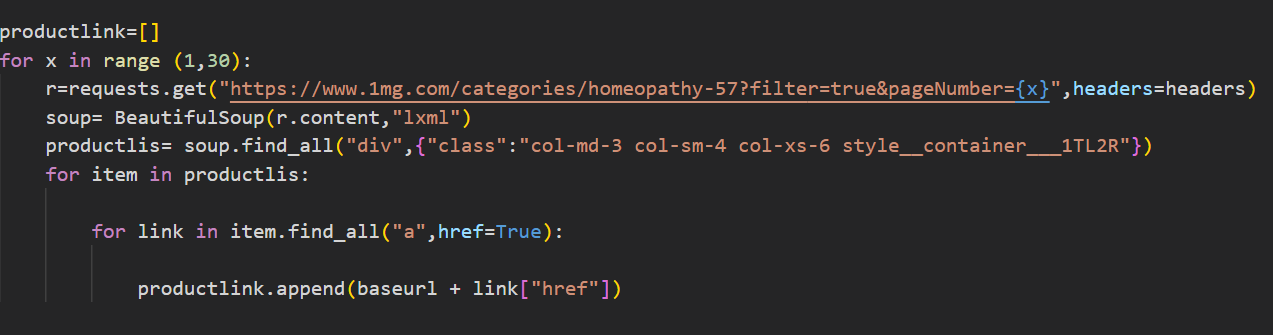 productlink=[]
for x in range (1,30):
    r=requests.get("https://www.1mg.com/categories/homeopathy-57?filter=true&pageNumber={x}",headers=headers)
    soup= BeautifulSoup(r.content,"lxml")
    productlis= soup.find_all("div",{"class":"col-md-3 col-sm-4 col-xs-6 style__container___1TL2R"})
    for item in productlis:
        for link in item.find_all("a",href=True):
            productlink.append(baseurl + link["href"])